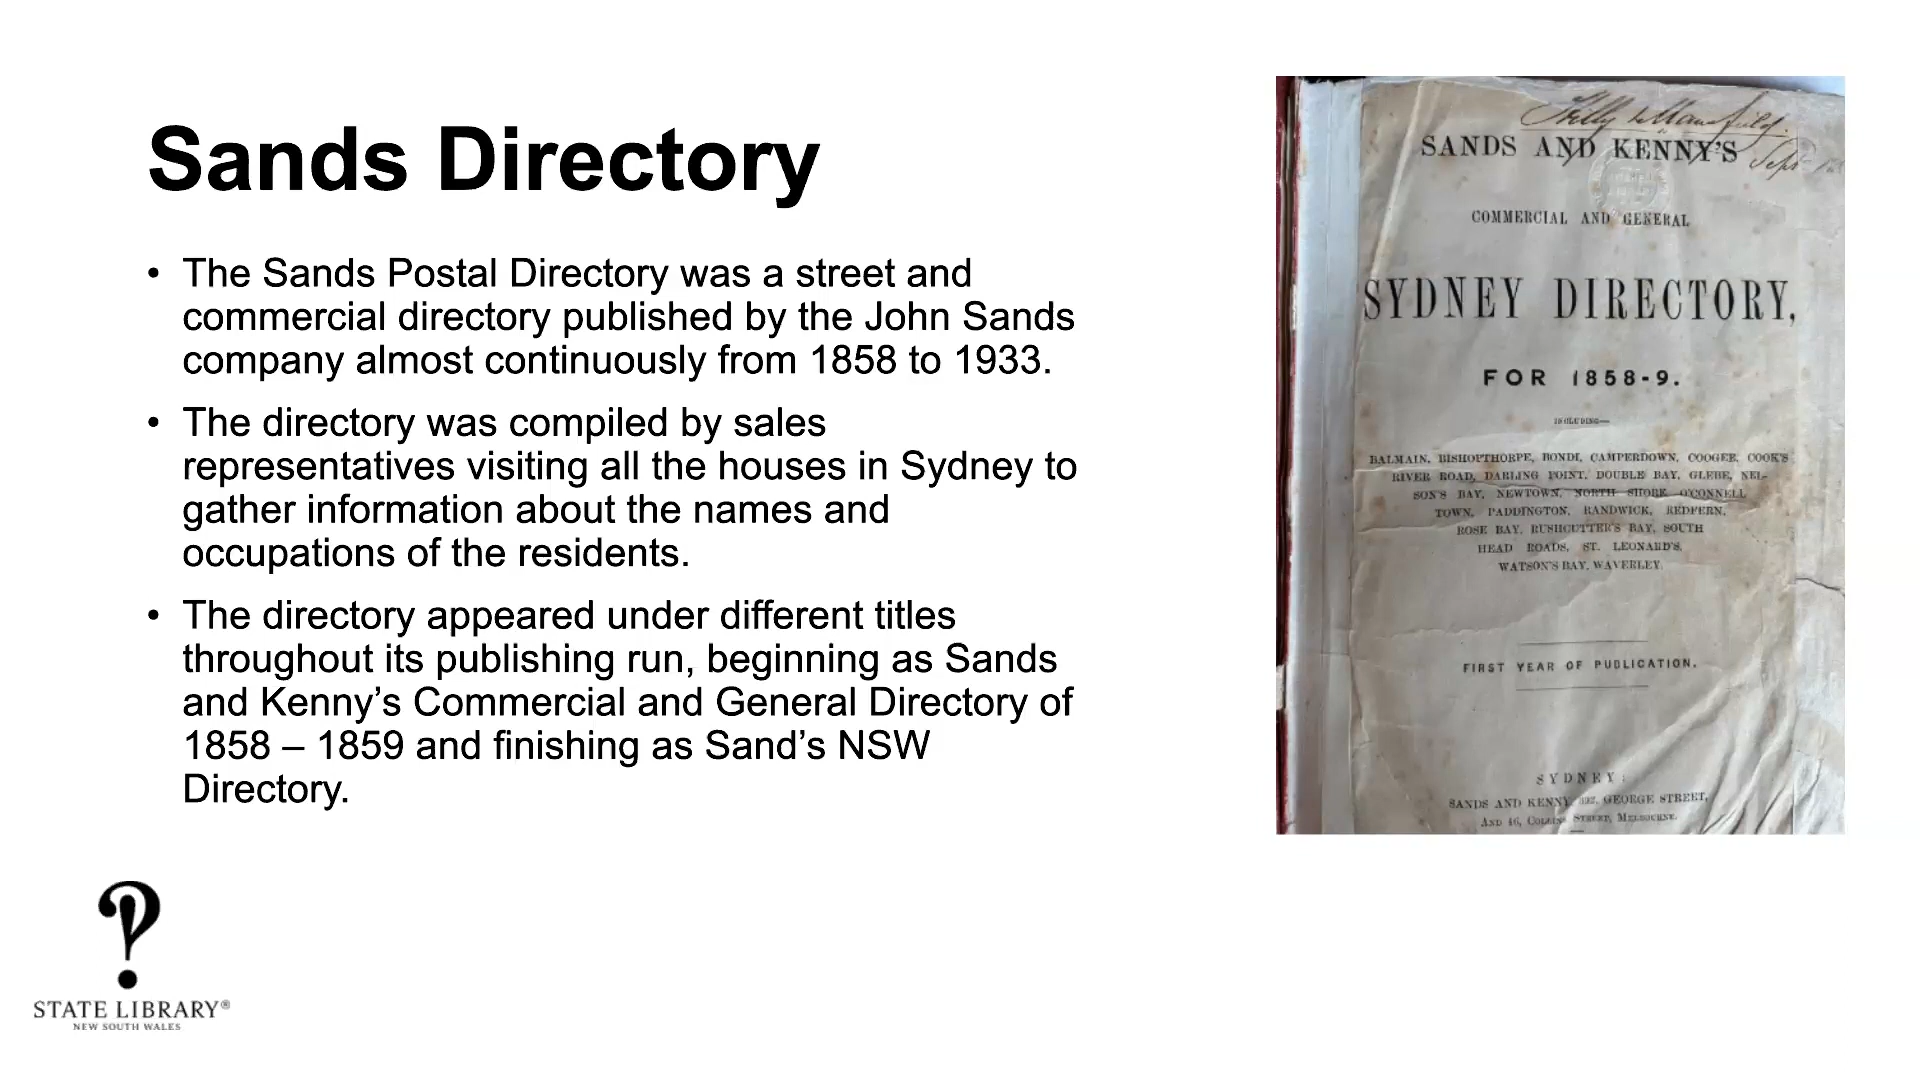 Sands Directory
• The Sands Postal Directory was a street and
commercial directory published by the John Sands
company almost continuously from 1858 to 1933.
• The directory was compiled by sales
representatives visiting all the houses in Sydney to
gather information about the names and
occupations of the residents.
• The directory appeared under different titles
throughout its publishing run, beginning as Sands
and Kenny’s Commercial and General Directory of
1858 – 1859 and finishing as Sand’s NSW
Directory.
SANDS AND KENNY'S
COMMERCIAL AND GENERAL
SYDNEY DIRECTORY,
FOR 1858-9.
INCLUDING—
BALMAIN, BISHOPTHORPE, BONDI, CAMPERDOWN, COOGEE, COOK'S
RIVER ROAD, DARLING POINT, DOUBLE BAY, GLEBE, NEL-
SON'S BAY, NEWTOWN, NORTH SHORE O'CONNELL
TOWN, PADDINGTON, RANDWICK, REDFERN,
ROSE BAY, RUSHCUTTER'S BAY, SOUTH
HEAD ROADS, ST. LEONARD'S,
WATSON'S BAY, WAVERLEY.
FIRST YEAR OF PUBLICATION.
SYDNEY:
SANDS AND KENNY, GEORGE STREET,
AND 46, COLLINS STREET, MELBOURNE.
STATE LIBRARY®
NEW SOUTH WALES